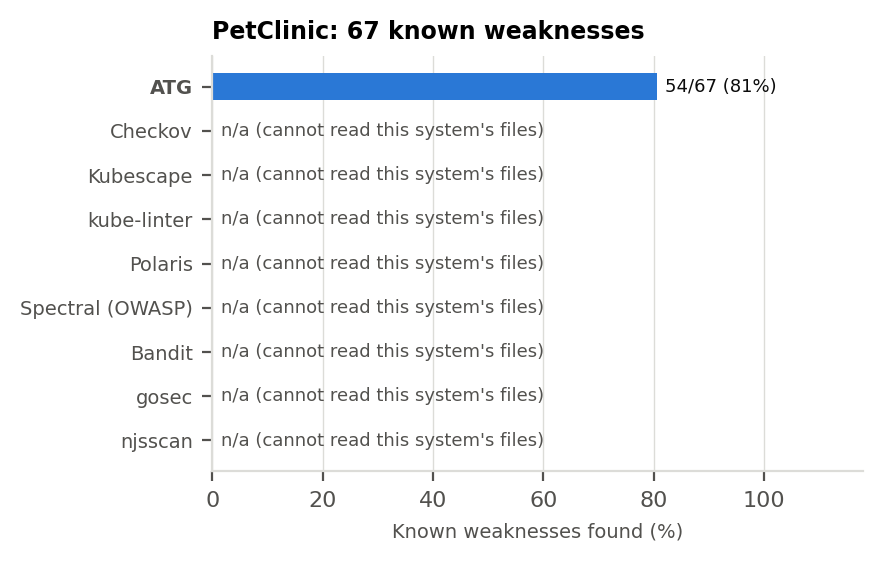 PetClinic: 67 known weaknesses
ATG 54/67 (81%)
Checkov n/a (cannot read this system's files)
Kubescape n/a (cannot read this system's files)
kube-linter n/a (cannot read this system's files)
Polaris n/a (cannot read this system's files)
Spectral (OWASP) n/a (cannot read this system's files)
Bandit n/a (cannot read this system's files)
gosec n/a (cannot read this system's files)
njsscan n/a (cannot read this system's files)
0 20 40 60 80 100
Known weaknesses found (%)